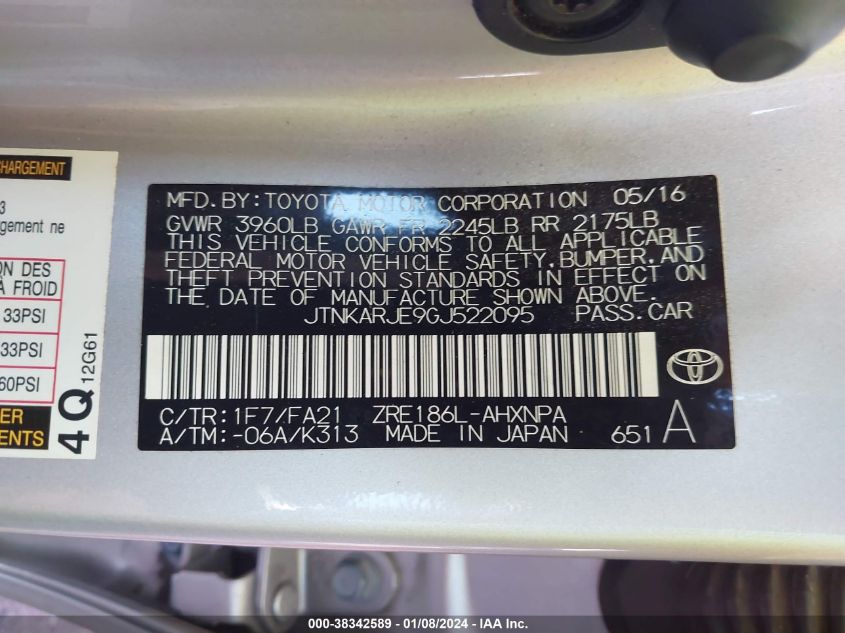 CHARGEMENT
3
gement ne
ON DES
A FROID
33PSI
33PSI
60PSI
ER
ENTS
4Q
12G61
MFD.BY:TOYOTA MOTOR CORPORATION 05/16
GVWR 3960LB GAWR FR 2245LB RR 2175LB
THIS VEHICLE CONFORMS TO ALL APPLICABLE
FEDERAL MOTOR VEHICLE SAFETY,BUMPER,AND
THEFT PREVENTION STANDARDS IN EFFECT ON
THE DATE OF MANUFACTURE SHOWN ABOVE.
JTNKARJE9GJ522095 PASS.CAR
C/TR:1F7/FA21 ZRE186L-AHXNPA
A/TM:-06A/K313 MADE IN JAPAN 651 A
000-38342589 - 01/08/2024 - IAA Inc.